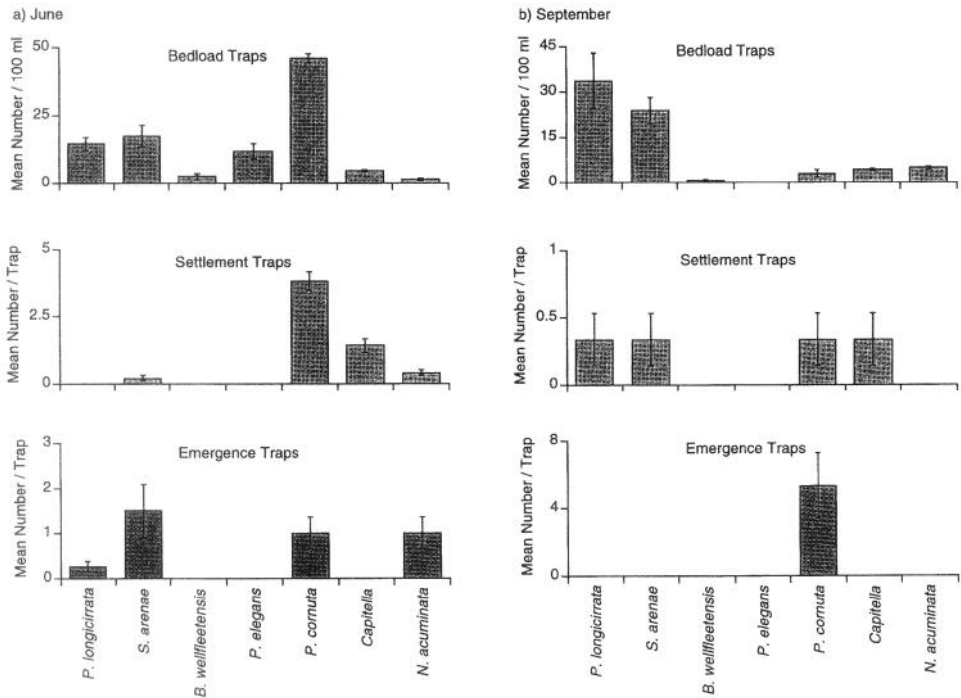 a) June
Bedload Traps
Mean Number / 100 ml
50
25
0
Settlement Traps
Mean Number / Trap
5
2.5
0
Emergence Traps
Mean Number / Trap
3
2
1
0
P. longicirrata
S. arenae
B. wellfleetensis
P. elegans
P. cornuta
Capitella
N. acuminata
b) September
Bedload Traps
Mean Number / 100 ml
45
30
15
0
Settlement Traps
Mean Number / Trap
1
0.5
0
Emergence Traps
Mean Number / Trap
8
4
0
P. longicirrata
S. arenae
B. wellfleetensis
P. elegans
P. cornuta
Capitella
N. acuminata